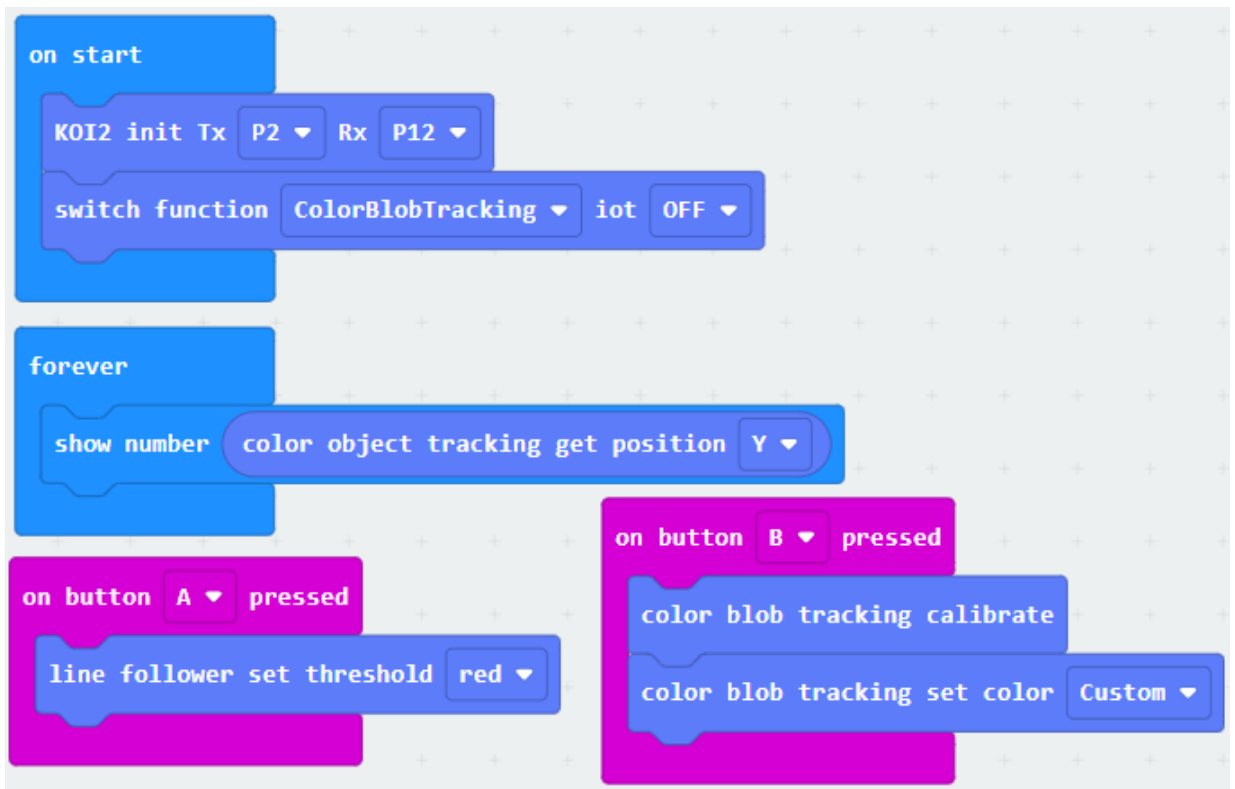 on start
KOI2 init Tx P2 Rx P12
switch function ColorBlobTracking iot OFF
forever
show number color object tracking get position Y
on button A pressed
line follower set threshold red
on button B pressed
color blob tracking calibrate
color blob tracking set color Custom